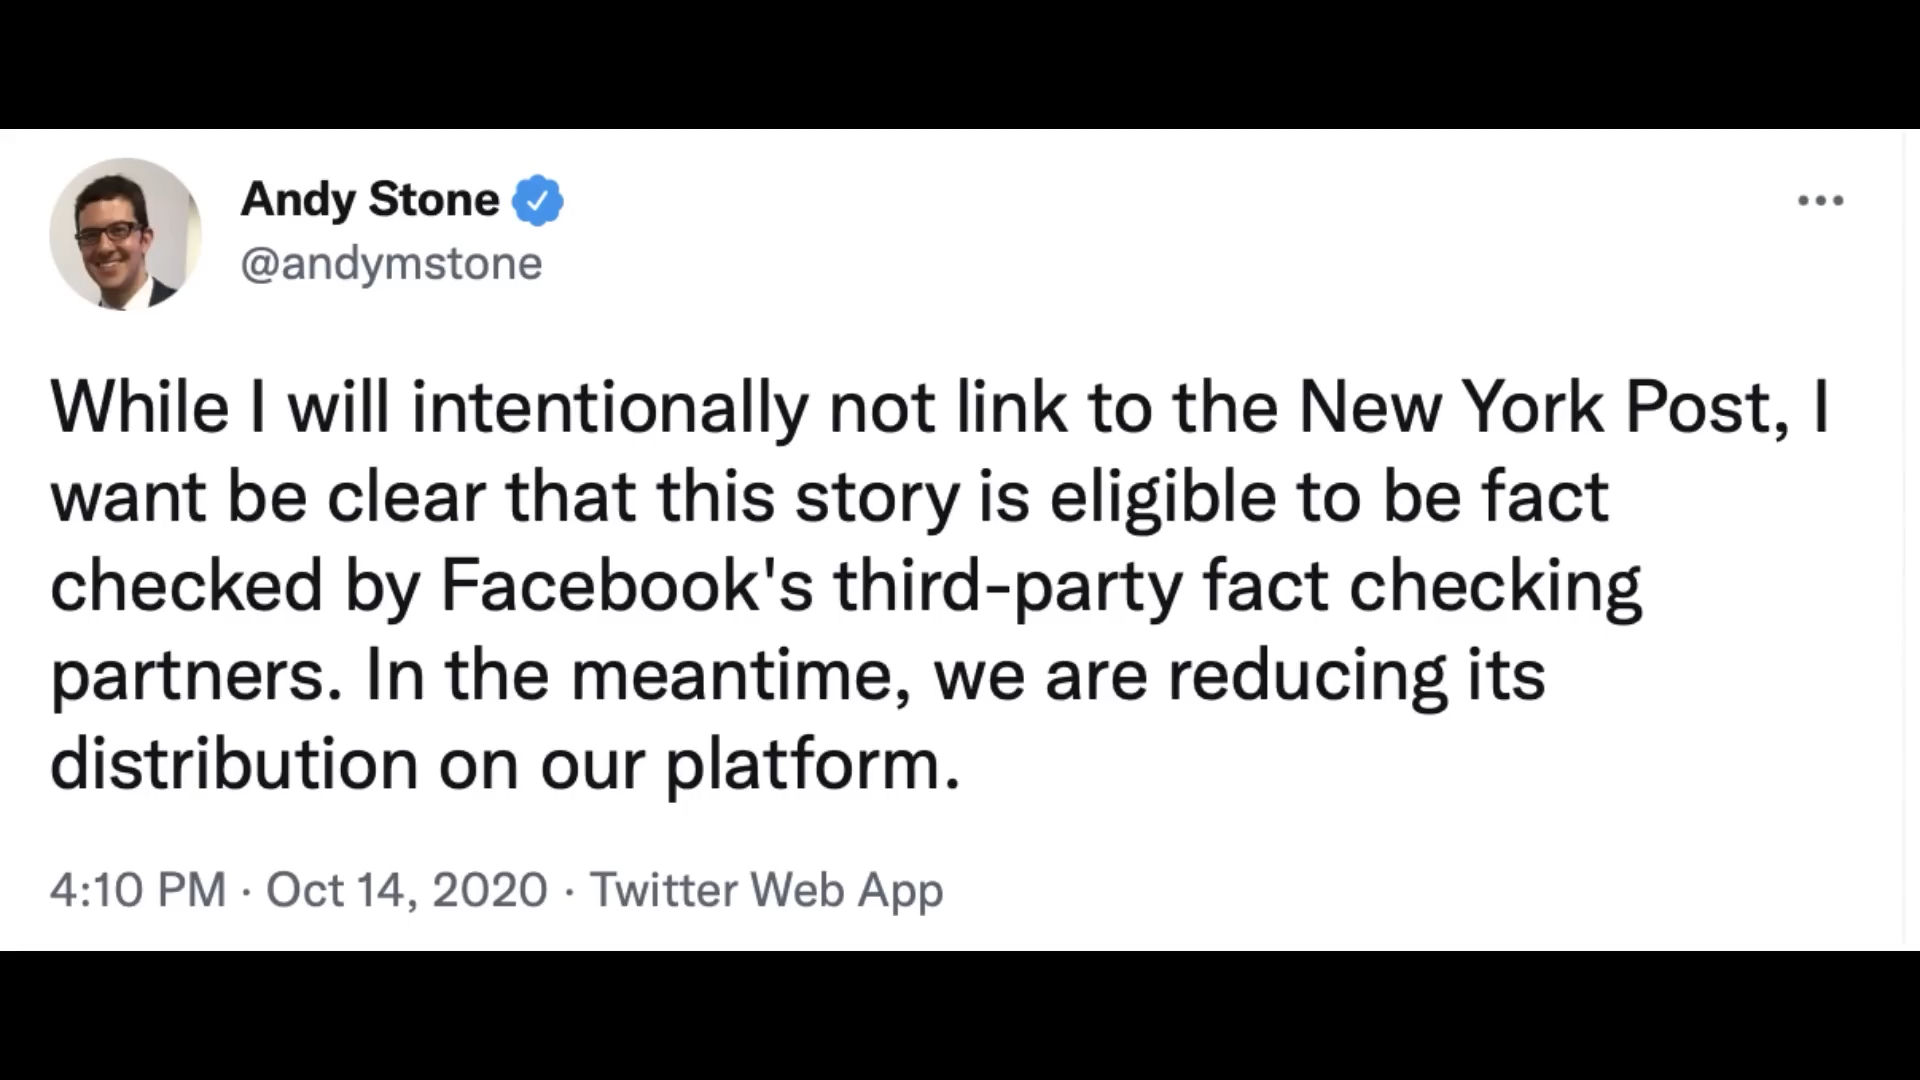 Andy Stone
@andymstone
While I will intentionally not link to the New York Post, I
want be clear that this story is eligible to be fact
checked by Facebook's third-party fact checking
partners. In the meantime, we are reducing its
distribution on our platform.
4:10 PM · Oct 14, 2020 · Twitter Web App